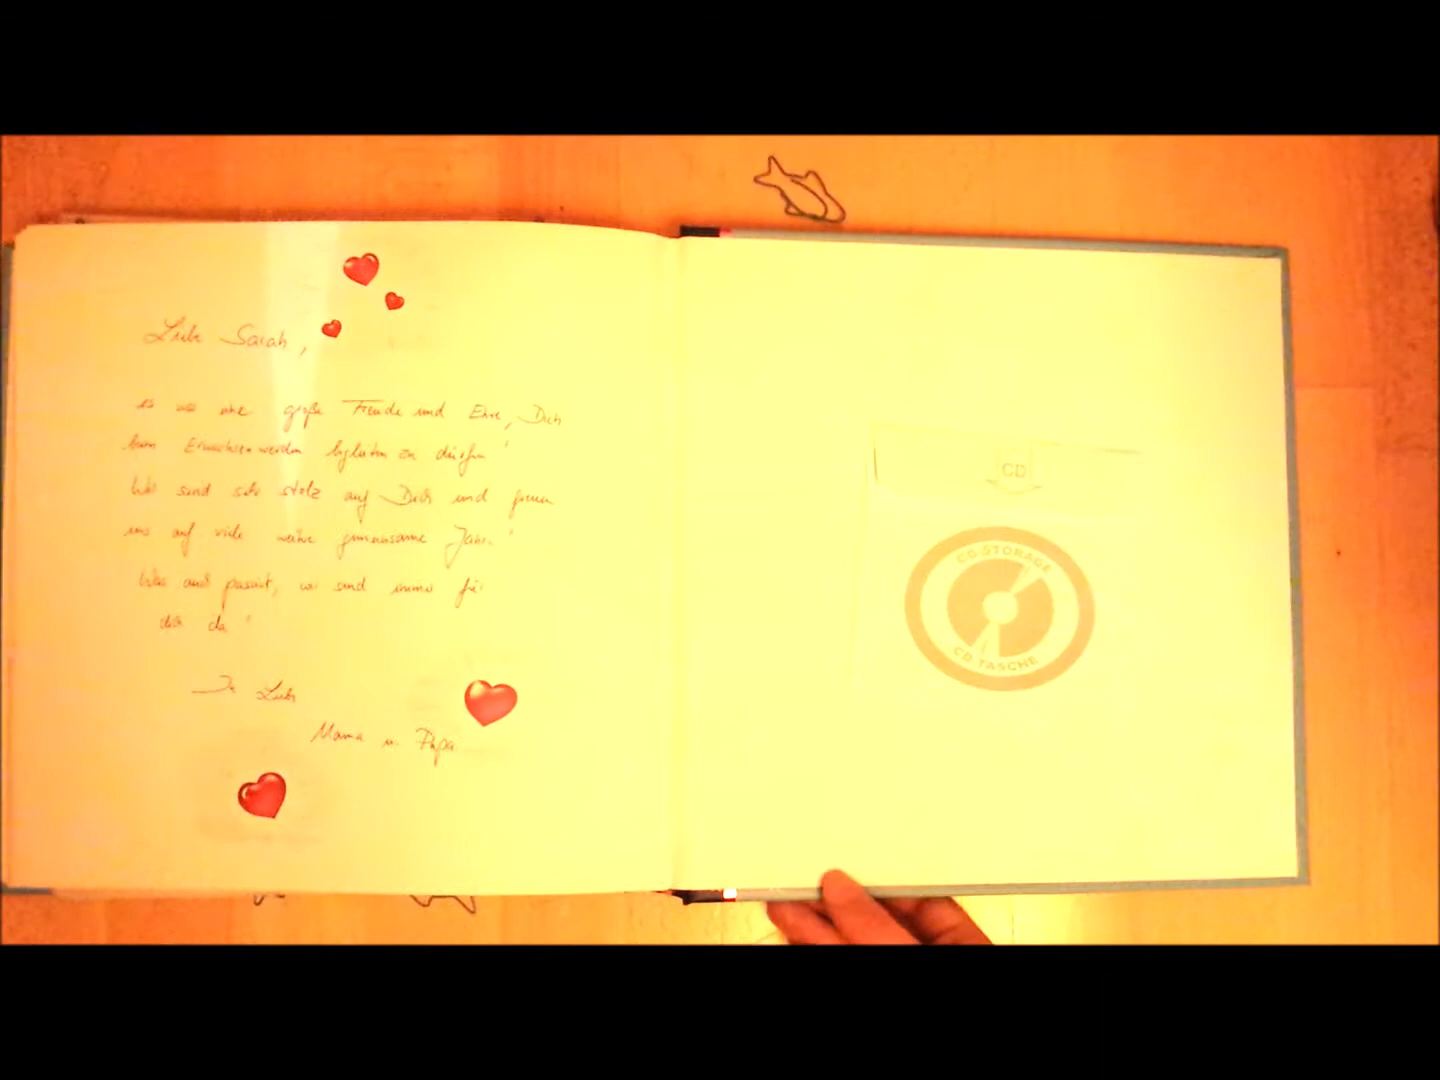 Liebe Sarah,
es war eine große Freude und Ehre, Dich
beim Erwachsenwerden begleiten zu dürfen!
Wir sind sehr stolz auf Dich und freuen
uns auf viele weitere gemeinsame Jahre!
Was auch passiert, wir sind immer für
dich da!
In Liebe
Mama u. Papa
CD
CD STORAGE
CD TASCHE